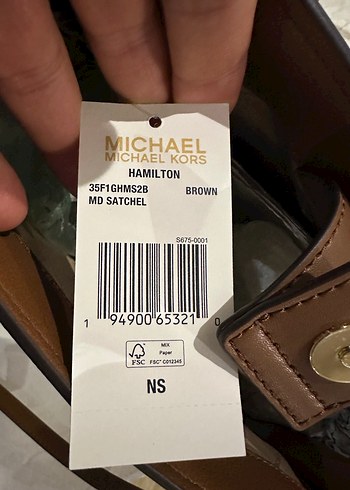 MICHAEL
MICHAEL KORS
HAMILTON
35F1GHMS2B BROWN
MD SATCHEL
S675-0001
1 94900 65321 0
FSC
MIX
Paper
FSC® C012345
NS